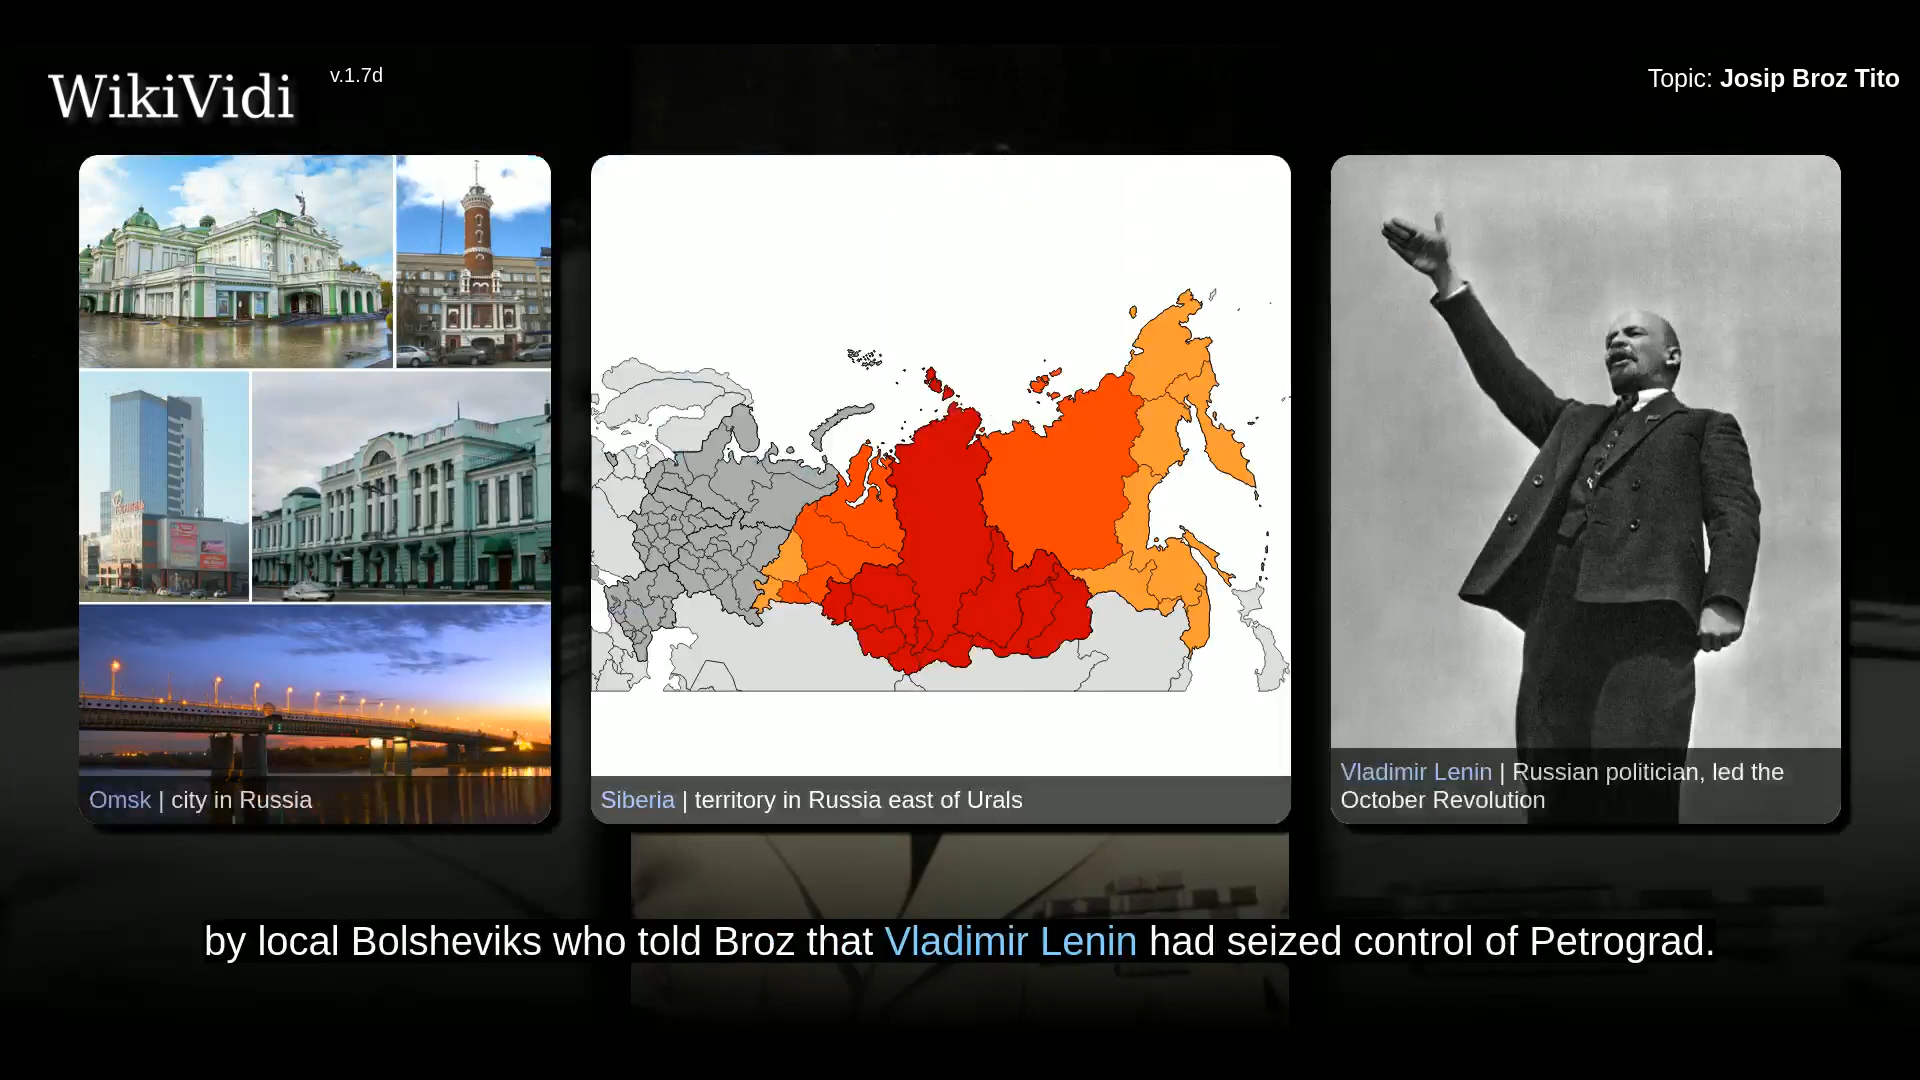 WikiVidi
v.1.7d
Topic: Josip Broz Tito
Omsk | city in Russia
Siberia | territory in Russia east of Urals
Vladimir Lenin | Russian politician, led the
October Revolution
by local Bolsheviks who told Broz that Vladimir Lenin had seized control of Petrograd.